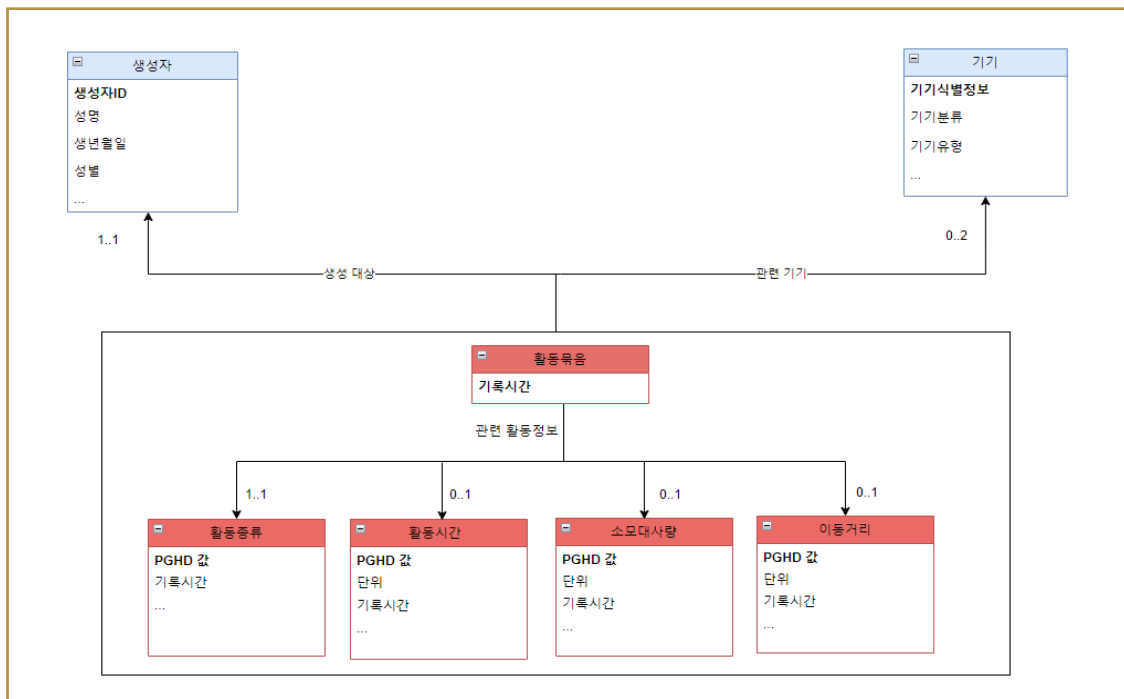 생성자
생성자ID
성명
생년월일
성별
...
기기
기기식별정보
기기분류
기기유형
...
1..1
0..2
생성 대상
관련 기기
활동묶음
기록시간
관련 활동정보
1..1
0..1
0..1
0..1
활동종류
PGHD 값
기록시간
...
활동시간
PGHD 값
단위
기록시간
...
소모대사량
PGHD 값
단위
기록시간
...
이동거리
PGHD 값
단위
기록시간
...